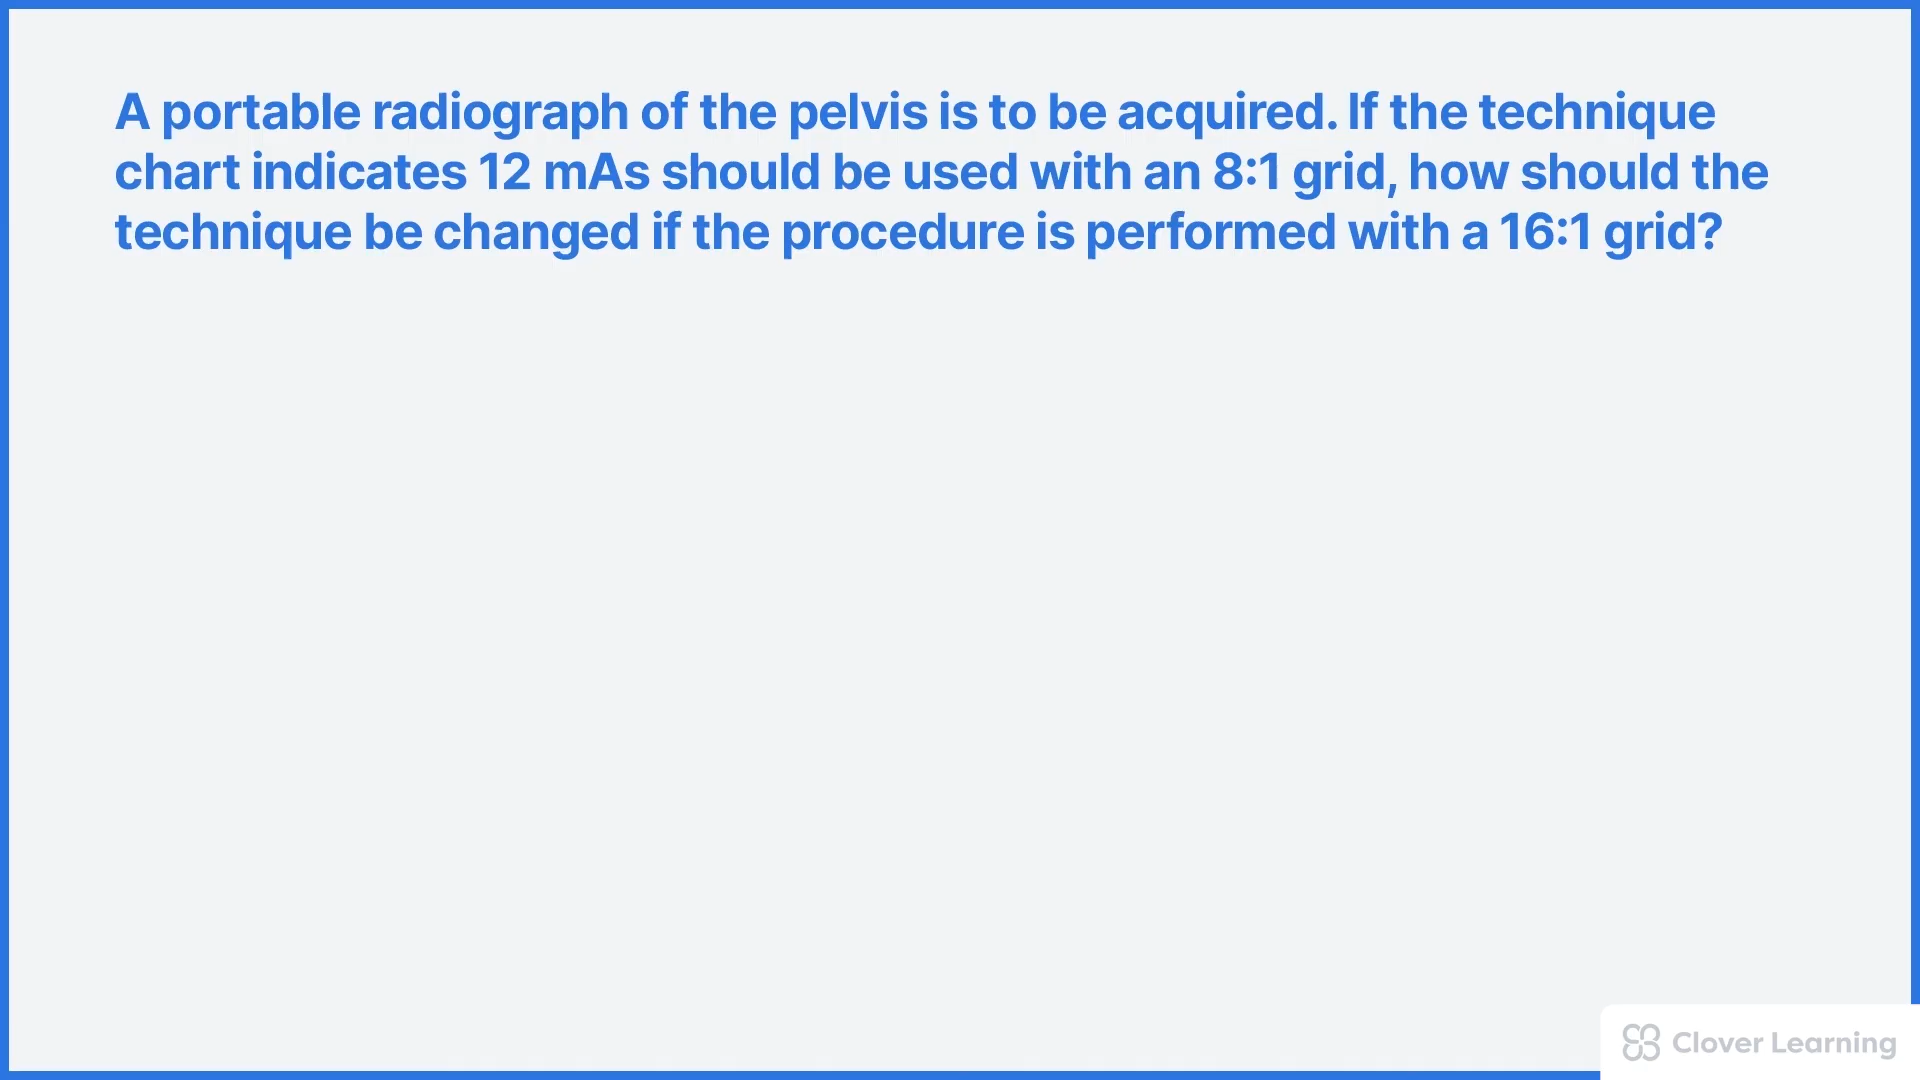 A portable radiograph of the pelvis is to be acquired. If the technique
chart indicates 12 mAs should be used with an 8:1 grid, how should the
technique be changed if the procedure is performed with a 16:1 grid?
Clover Learning